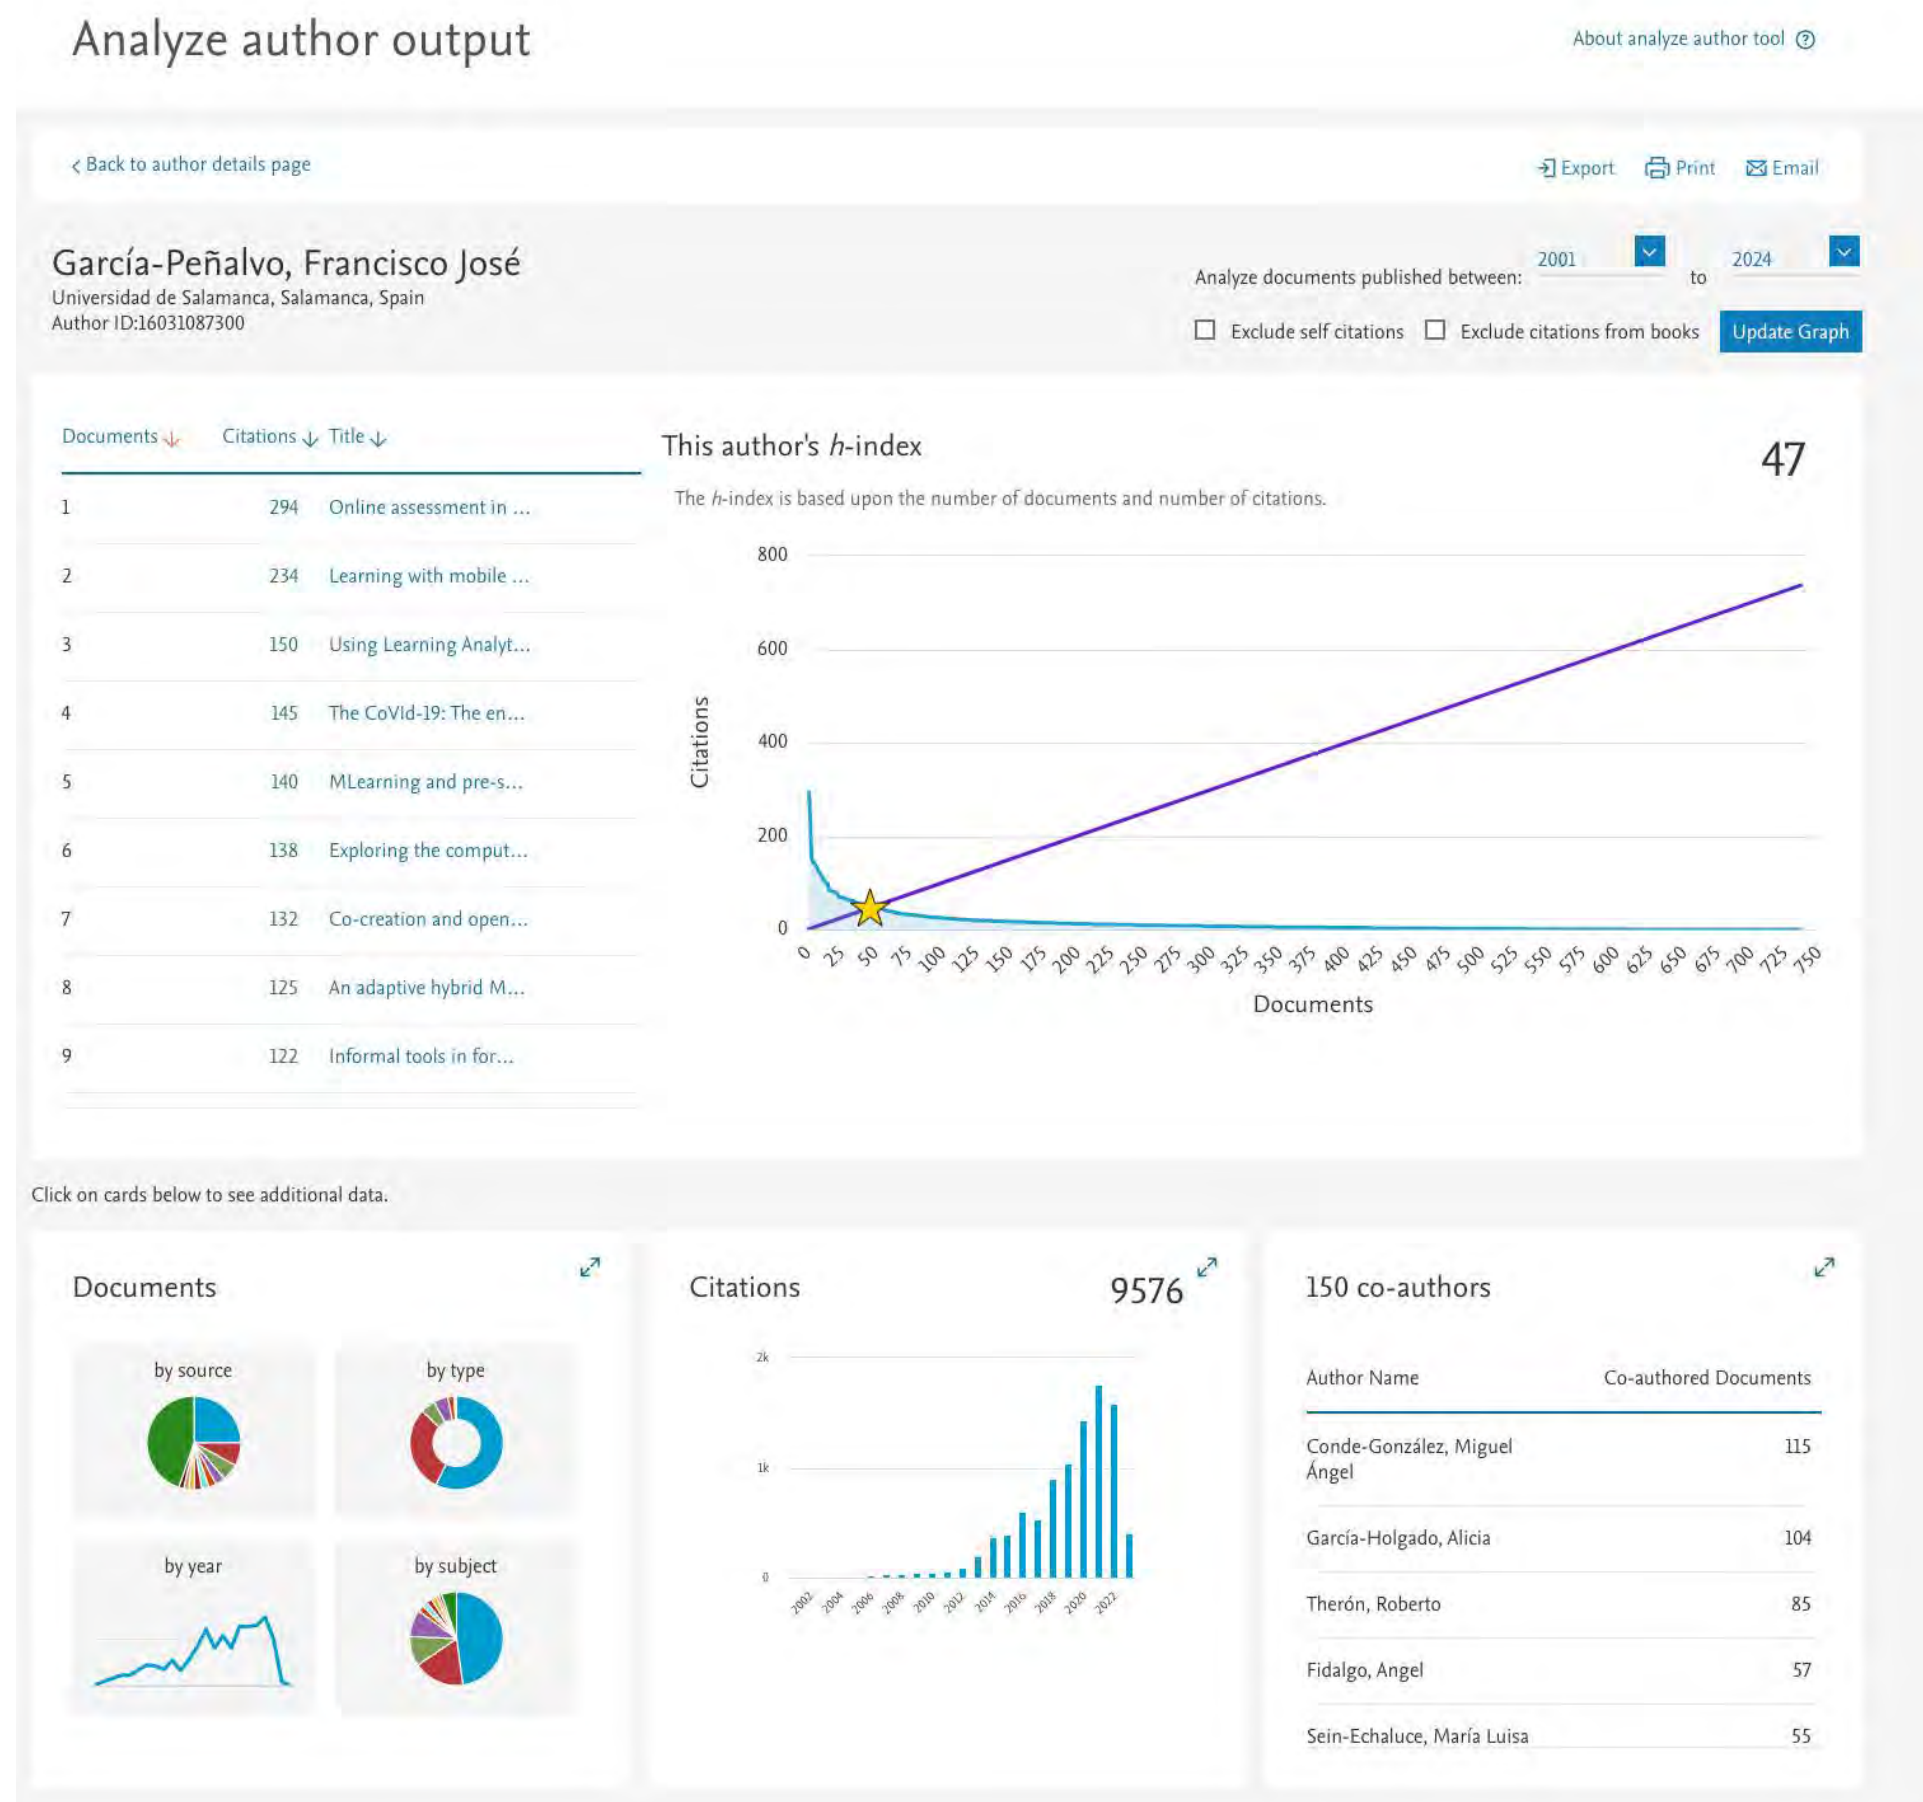 Analyze author output
About analyze author tool
Back to author details page
Export
Print
Email
García-Peñalvo, Francisco José
Universidad de Salamanca, Salamanca, Spain
Author ID:16031087300
Analyze documents published between: 2001 to 2024
Exclude self citations
Exclude citations from books
Update Graph
Documents Citations Title
1 294 Online assessment in ...
2 234 Learning with mobile ...
3 150 Using Learning Analyt...
4 145 The CoVId-19: The en...
5 140 MLearning and pre-s...
6 138 Exploring the comput...
7 132 Co-creation and open...
8 125 An adaptive hybrid M...
9 122 Informal tools in for...
This author's h-index
47
The h-index is based upon the number of documents and number of citations.
Citations
800
600
400
200
0
0 25 50 75 100 125 150 175 200 225 250 275 300 325 350 375 400 425 450 475 500 525 550 575 600 625 650 675 700 725 750
Documents
Click on cards below to see additional data.
Documents
by source
by type
by year
by subject
Citations
9576
2k
1k
0
2002 2004 2006 2008 2010 2012 2014 2016 2018 2020 2022
150 co-authors
Author Name Co-authored Documents
Conde-González, Miguel 115
Ángel
García-Holgado, Alicia 104
Therón, Roberto 85
Fidalgo, Angel 57
Sein-Echaluce, María Luisa 55